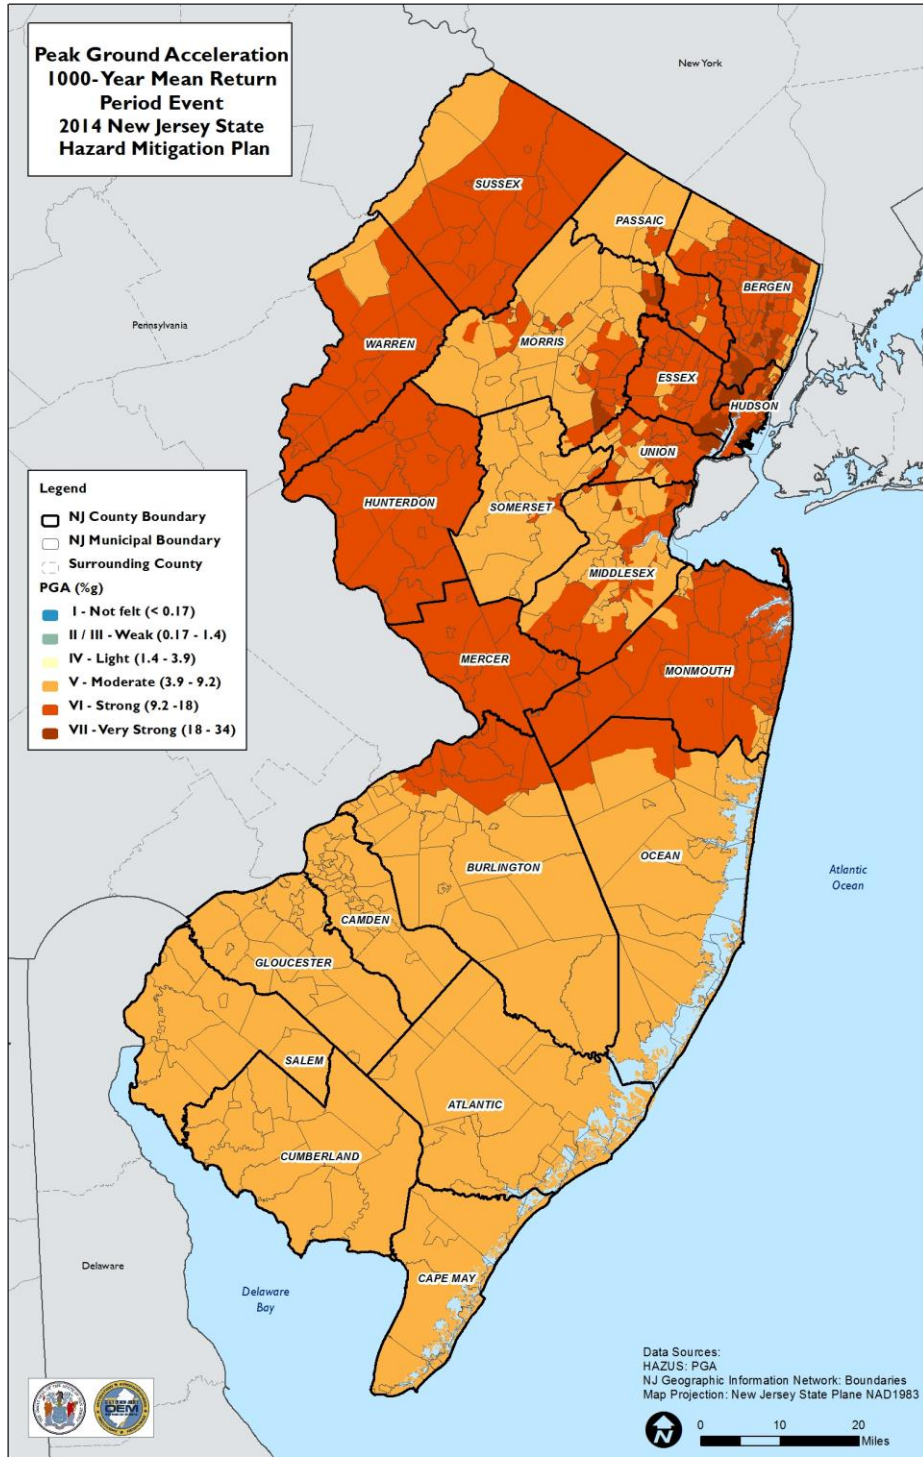 Peak Ground Acceleration
1000-Year Mean Return
Period Event
2014 New Jersey State
Hazard Mitigation Plan
New York
SUSSEX
PASSAIC
BERGEN
Pennsylvania
WARREN
MORRIS
ESSEX
HUDSON
UNION
HUNTERDON
SOMERSET
MIDDLESEX
MERCER
MONMOUTH
Legend
NJ County Boundary
NJ Municipal Boundary
Surrounding County
PGA (%g)
I - Not felt (< 0.17)
II / III - Weak (0.17 - 1.4)
IV - Light (1.4 - 3.9)
V - Moderate (3.9 - 9.2)
VI - Strong (9.2 -18)
VII - Very Strong (18 - 34)
OCEAN
BURLINGTON
Atlantic
Ocean
CAMDEN
GLOUCESTER
SALEM
ATLANTIC
CUMBERLAND
Delaware
CAPE MAY
Delaware
Bay
Data Sources:
HAZUS: PGA
NJ Geographic Information Network: Boundaries
Map Projection: New Jersey State Plane NAD1983
OEM
N
0 10 20
Miles